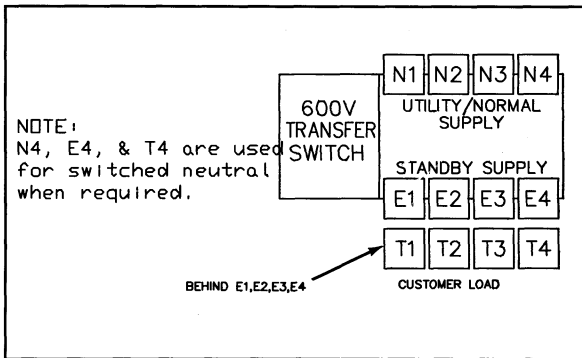 N1 N2 N3 N4
UTILITY/NORMAL
SUPPLY
600V
TRANSFER
SWITCH
NOTE:
N4, E4, & T4 are used
for switched neutral
when required.
STANDBY SUPPLY
E1 E2 E3 E4
T1 T2 T3 T4
BEHIND E1,E2,E3,E4
CUSTOMER LOAD